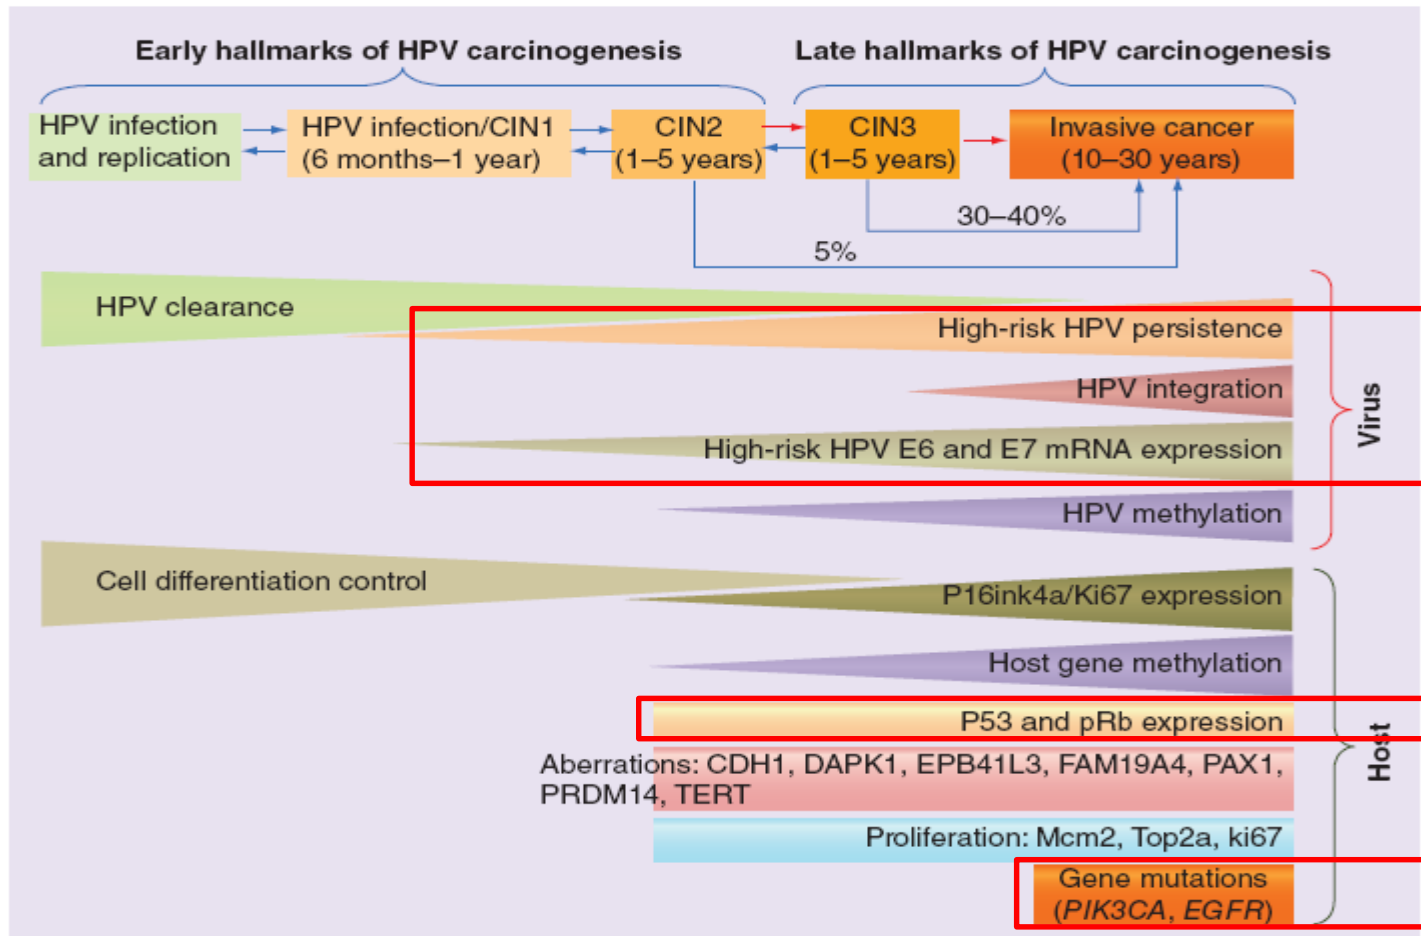 Early hallmarks of HPV carcinogenesis
Late hallmarks of HPV carcinogenesis
HPV infection
and replication
HPV infection/CIN1
(6 months–1 year)
CIN2
(1–5 years)
CIN3
(1–5 years)
Invasive cancer
(10–30 years)
30–40%
5%
HPV clearance
High-risk HPV persistence
HPV integration
High-risk HPV E6 and E7 mRNA expression
HPV methylation
Virus
Cell differentiation control
P16ink4a/Ki67 expression
Host gene methylation
P53 and pRb expression
Aberrations: CDH1, DAPK1, EPB41L3, FAM19A4, PAX1,
PRDM14, TERT
Proliferation: Mcm2, Top2a, ki67
Gene mutations
(PIK3CA, EGFR)
Host